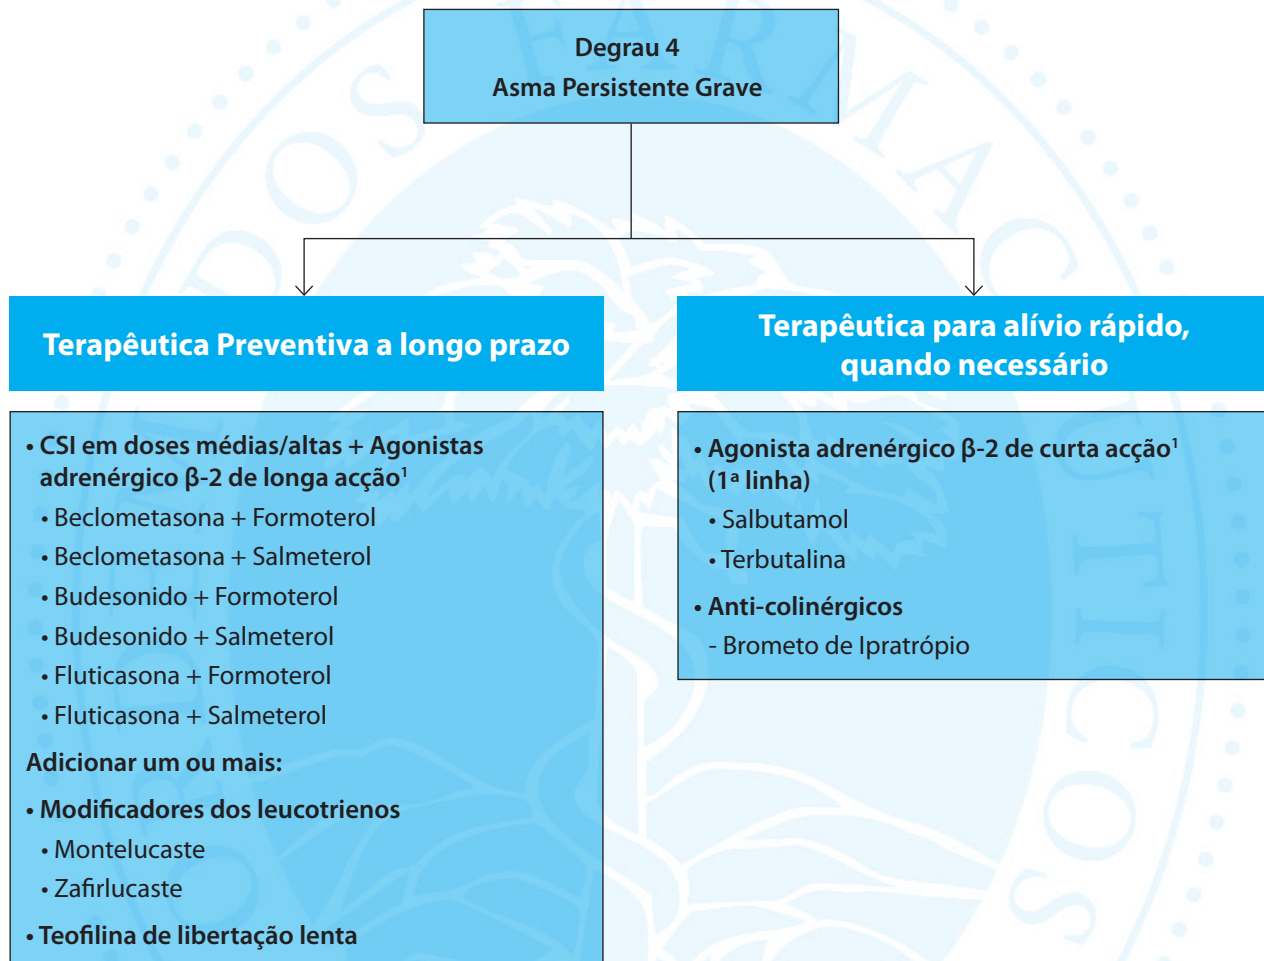 Degrau 4
Asma Persistente Grave
Terapêutica Preventiva a longo prazo
• CSI em doses médias/altas + Agonistas
adrenérgico β-2 de longa acção¹
• Beclometasona + Formoterol
• Beclometasona + Salmeterol
• Budesonido + Formoterol
• Budesonido + Salmeterol
• Fluticasona + Formoterol
• Fluticasona + Salmeterol
Adicionar um ou mais:
• Modificadores dos leucotrienos
• Montelucaste
• Zafirlucaste
• Teofilina de libertação lenta
Terapêutica para alívio rápido,
quando necessário
• Agonista adrenérgico β-2 de curta acção¹
(1ª linha)
• Salbutamol
• Terbutalina
• Anti-colinérgicos
- Brometo de Ipratrópio
ORDEM DOS FARMACÊUTICOS